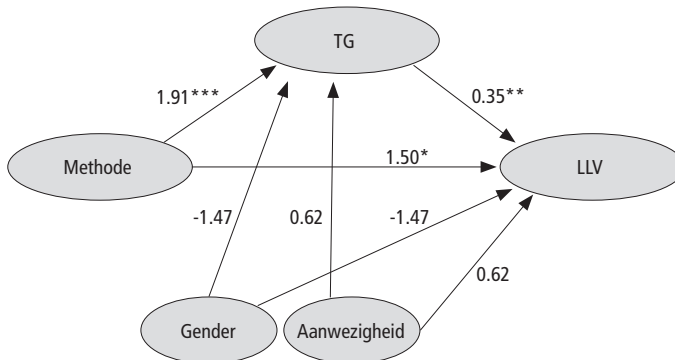 TG
1.91***
0.35**
Methode
1.50*
LLV
-1.47
0.62
-1.47
0.62
Gender
Aanwezigheid